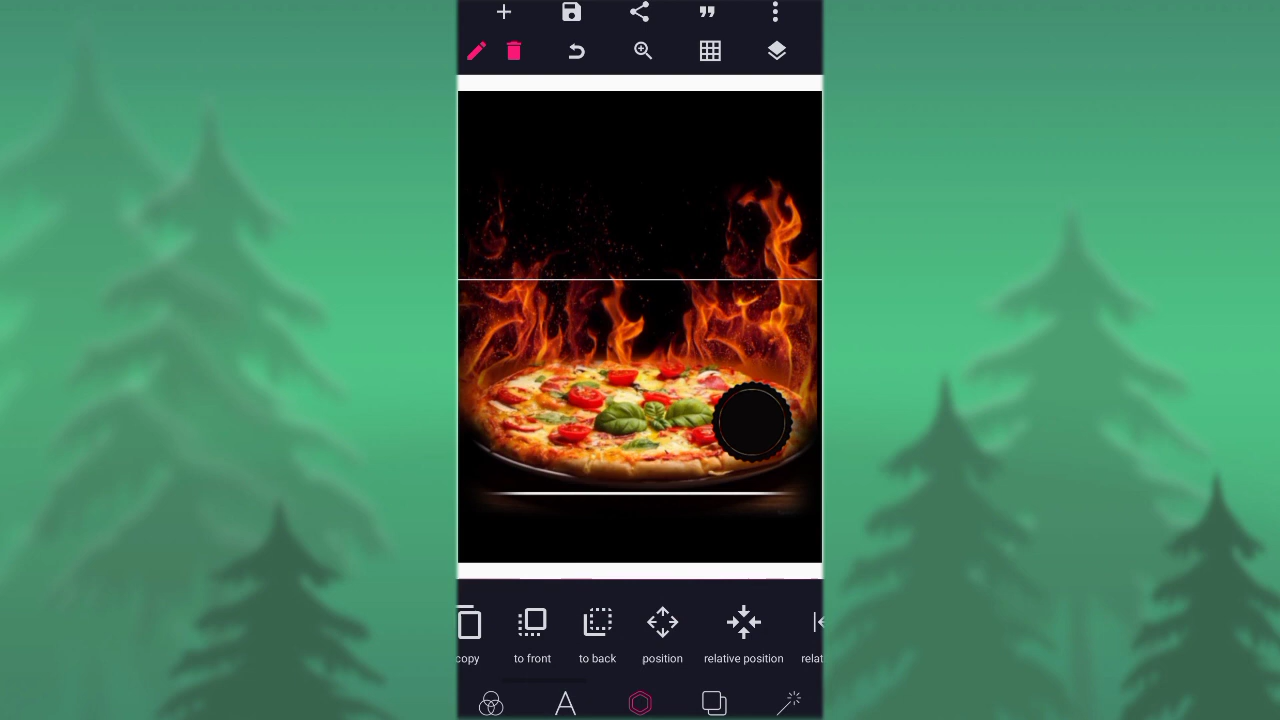 copy
to front
to back
position
relative position
relat